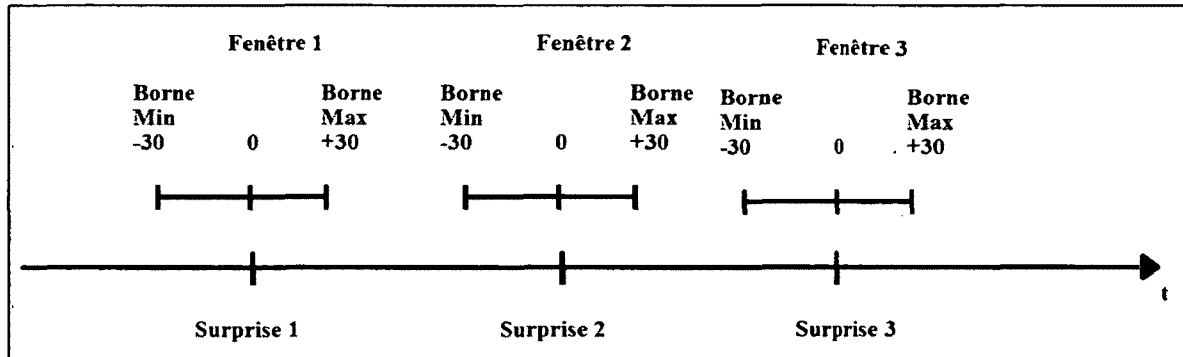 Fenêtre 1
Fenêtre 2
Fenêtre 3
Borne
Min
-30
0
Borne
Max
+30
Borne
Min
-30
0
Borne
Max
+30
Borne
Min
-30
0
Borne
Max
+30
t
Surprise 1
Surprise 2
Surprise 3